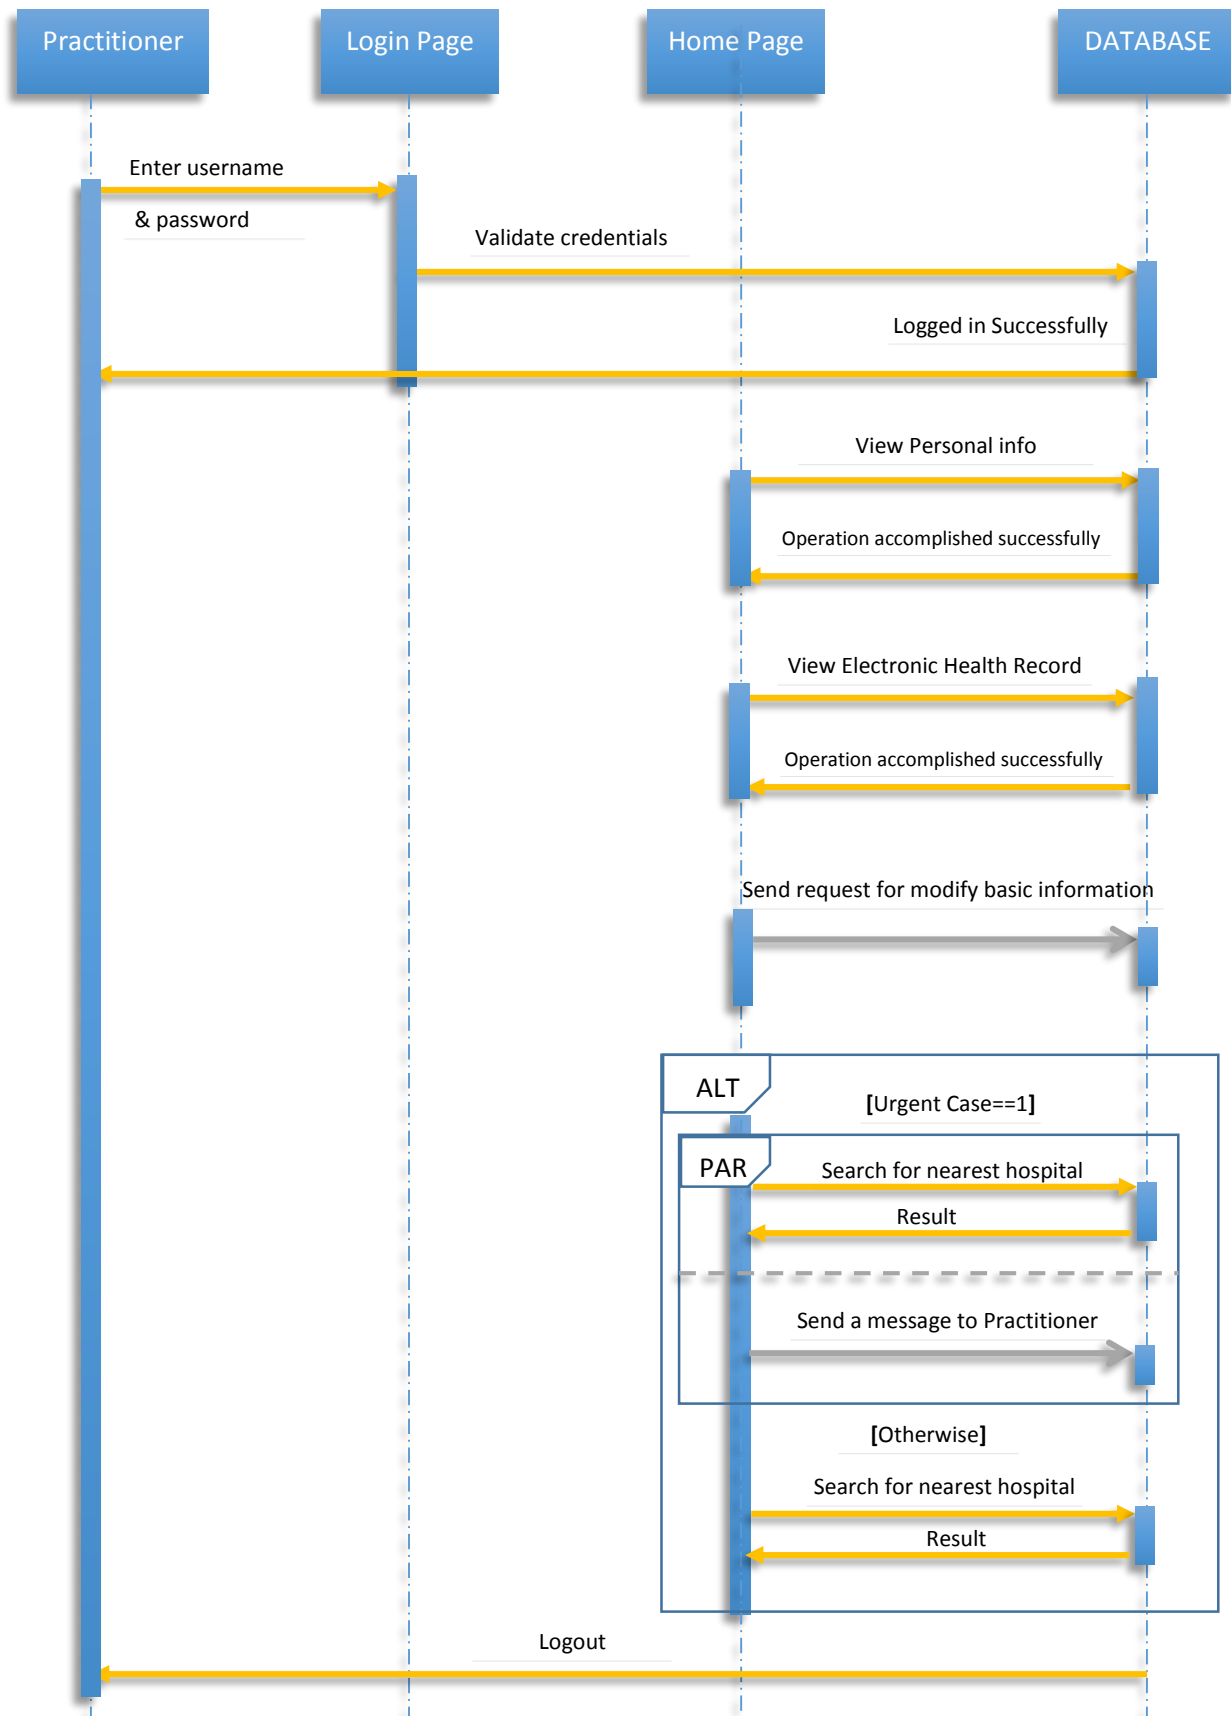 Practitioner
Login Page
Home Page
DATABASE
Enter username
& password
Validate credentials
Logged in Successfully
View Personal info
Operation accomplished successfully
View Electronic Health Record
Operation accomplished successfully
Send request for modify basic information
ALT
[Urgent Case==1]
PAR
Search for nearest hospital
Result
Send a message to Practitioner
[Otherwise]
Search for nearest hospital
Result
Logout